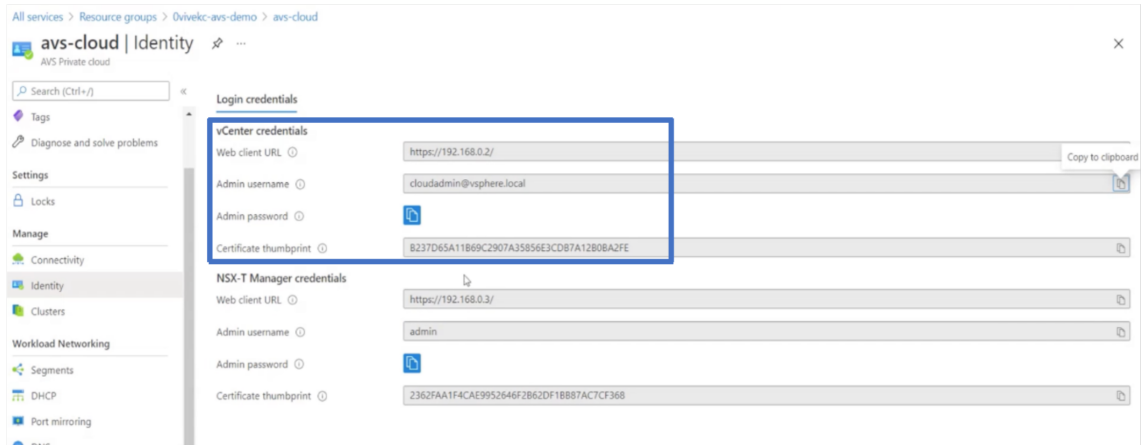 All services > Resource groups > 0vivekc-avs-demo > avs-cloud
avs-cloud | Identity
AVS Private cloud
Search (Ctrl+/)
Tags
Diagnose and solve problems
Settings
Locks
Manage
Connectivity
Identity
Clusters
Workload Networking
Segments
DHCP
Port mirroring
Login credentials
vCenter credentials
Web client URL
https://192.168.0.2/
Copy to clipboard
Admin username
cloudadmin@vsphere.local
Admin password
Certificate thumbprint
B237D65A11B69C2907A35856E3CDB7A12B0BA2FE
NSX-T Manager credentials
Web client URL
https://192.168.0.3/
Admin username
admin
Admin password
Certificate thumbprint
2362FAA1F4CAE9952646F2B62DF1BB87AC7CF368